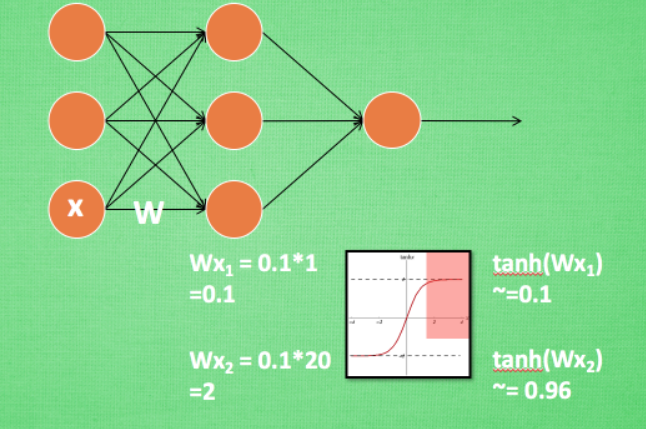 x
W
Wx₁ = 0.1*1
=0.1
tanh(Wx₁)
~=0.1
Wx₂ = 0.1*20
=2
tanh(Wx₂)
~= 0.96